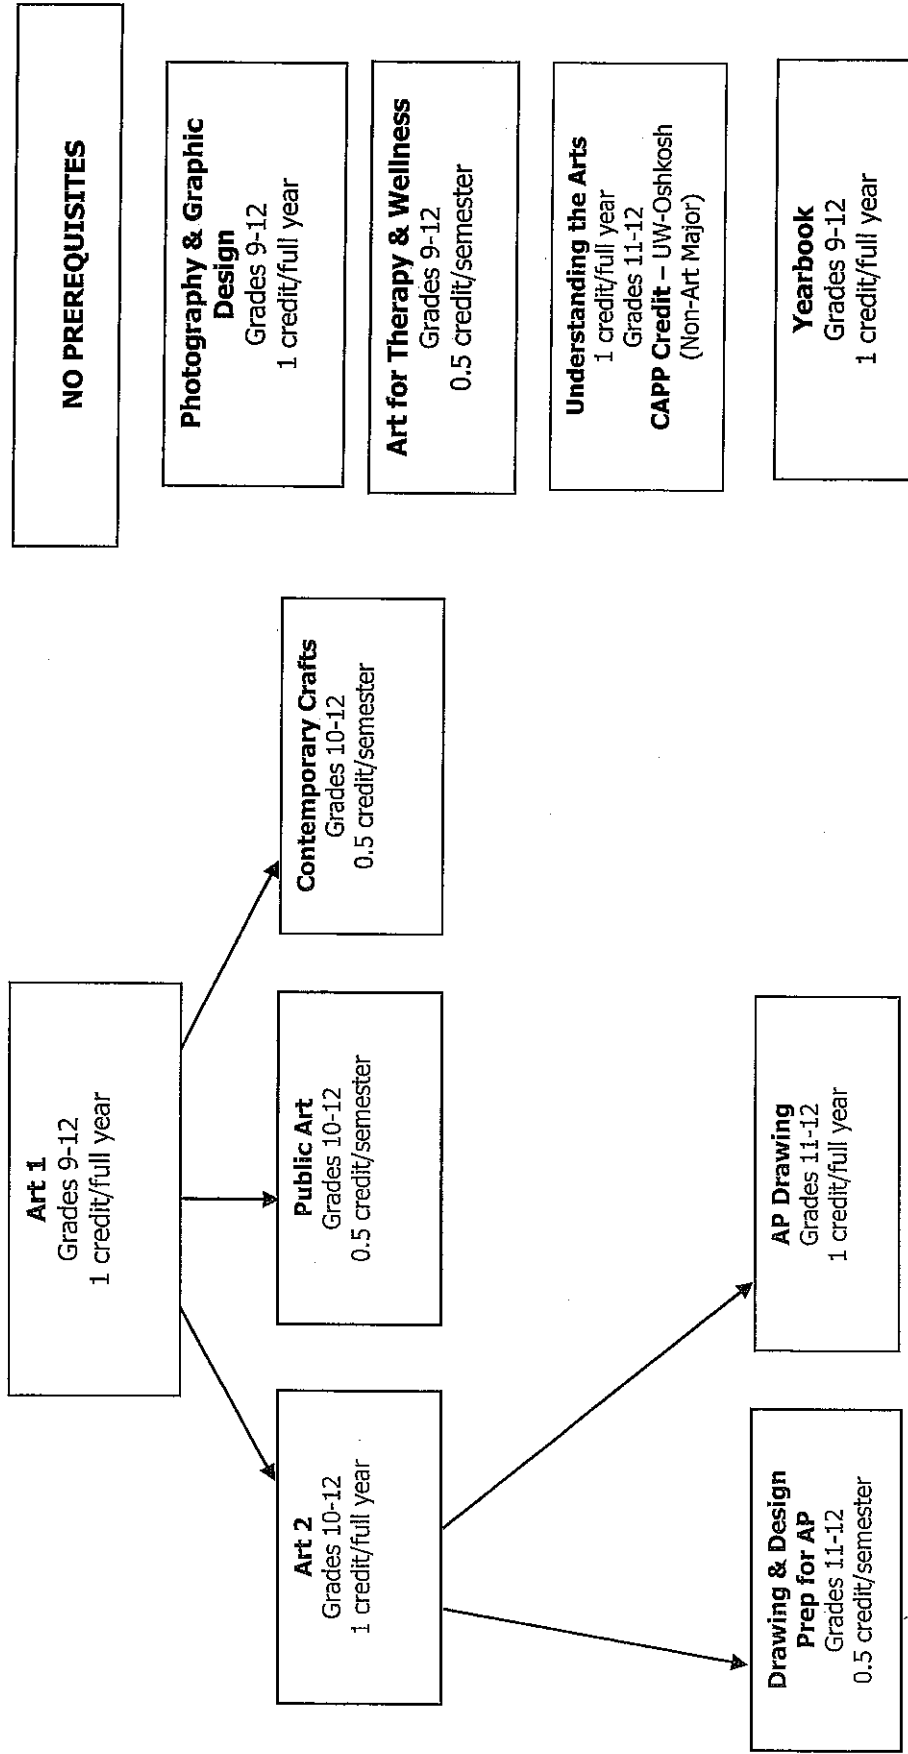 Art 1
Grades 9-12
1 credit/full year
Art 2
Grades 10-12
1 credit/full year
Public Art
Grades 10-12
0.5 credit/semester
Contemporary Crafts
Grades 10-12
0.5 credit/semester
Drawing & Design
Prep for AP
Grades 11-12
0.5 credit/semester
AP Drawing
Grades 11-12
1 credit/full year
NO PREREQUISITES
Photography & Graphic
Design
Grades 9-12
1 credit/full year
Art for Therapy & Wellness
Grades 9-12
0.5 credit/semester
Understanding the Arts
1 credit/full year
Grades 11-12
CAPP Credit – UW-Oshkosh
(Non-Art Major)
Yearbook
Grades 9-12
1 credit/full year